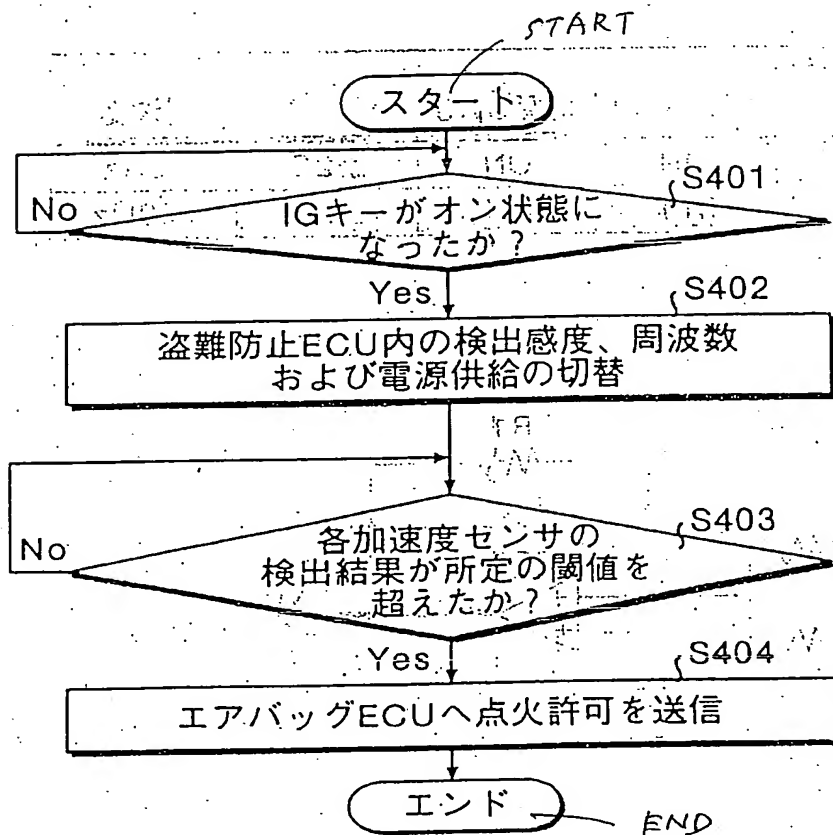 START
スタート
S401
No
IGキーがオン状態に
なったか？
Yes
S402
盗難防止ECU内の検出感度、周波数
および電源供給の切替
S403
No
各加速度センサの
検出結果が所定の閾値を
超えたか？
Yes
S404
エアバッグECUへ点火許可を送信
エンド
END